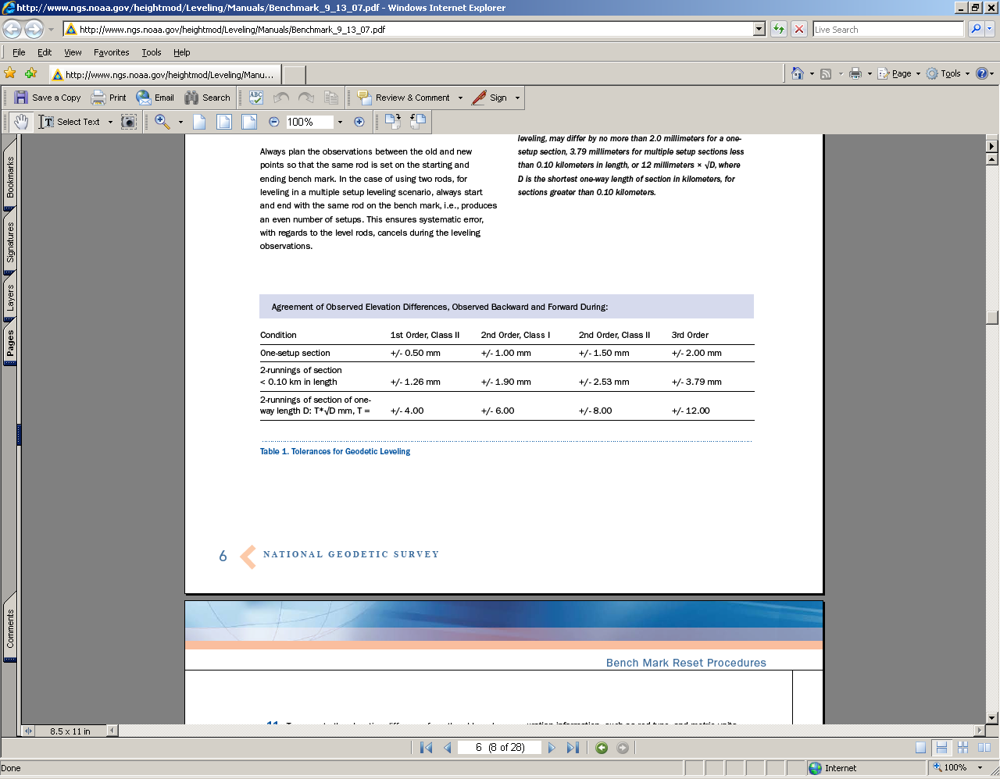 http://www.ngs.noaa.gov/heightmod/Leveling/Manuals/Benchmark_9_13_07.pdf - Windows Internet Explorer
http://www.ngs.noaa.gov/heightmod/Leveling/Manuals/Benchmark_9_13_07.pdf
Live Search
File Edit View Favorites Tools Help
http://www.ngs.noaa.gov/heightmod/Leveling/Manu...
Page Tools
Save a Copy Print Email Search Review & Comment Sign
Select Text 100%
Bookmarks
Signatures
Layers
Pages
Comments
Always plan the observations between the old and new
points so that the same rod is set on the starting and
ending bench mark. In the case of using two rods, for
leveling in a multiple setup leveling scenario, always start
and end with the same rod on the bench mark, i.e., produces
an even number of setups. This ensures systematic error,
with regards to the level rods, cancels during the leveling
observations.
leveling, may differ by no more than 2.0 millimeters for a one-
setup section, 3.79 millimeters for multiple setup sections less
than 0.10 kilometers in length, or 12 millimeters × √D, where
D is the shortest one-way length of section in kilometers, for
sections greater than 0.10 kilometers.
Agreement of Observed Elevation Differences, Observed Backward and Forward During:
Condition 1st Order, Class II 2nd Order, Class I 2nd Order, Class II 3rd Order
One-setup section +/- 0.50 mm +/- 1.00 mm +/- 1.50 mm +/- 2.00 mm
2-runnings of section
< 0.10 km in length +/- 1.26 mm +/- 1.90 mm +/- 2.53 mm +/- 3.79 mm
2-runnings of section of one-
way length D: T*√D mm, T = +/- 4.00 +/- 6.00 +/- 8.00 +/- 12.00
Table 1. Tolerances for Geodetic Leveling
6 NATIONAL GEODETIC SURVEY
Bench Mark Reset Procedures
8.5 x 11 in
6 (8 of 28)
Done Internet 100%